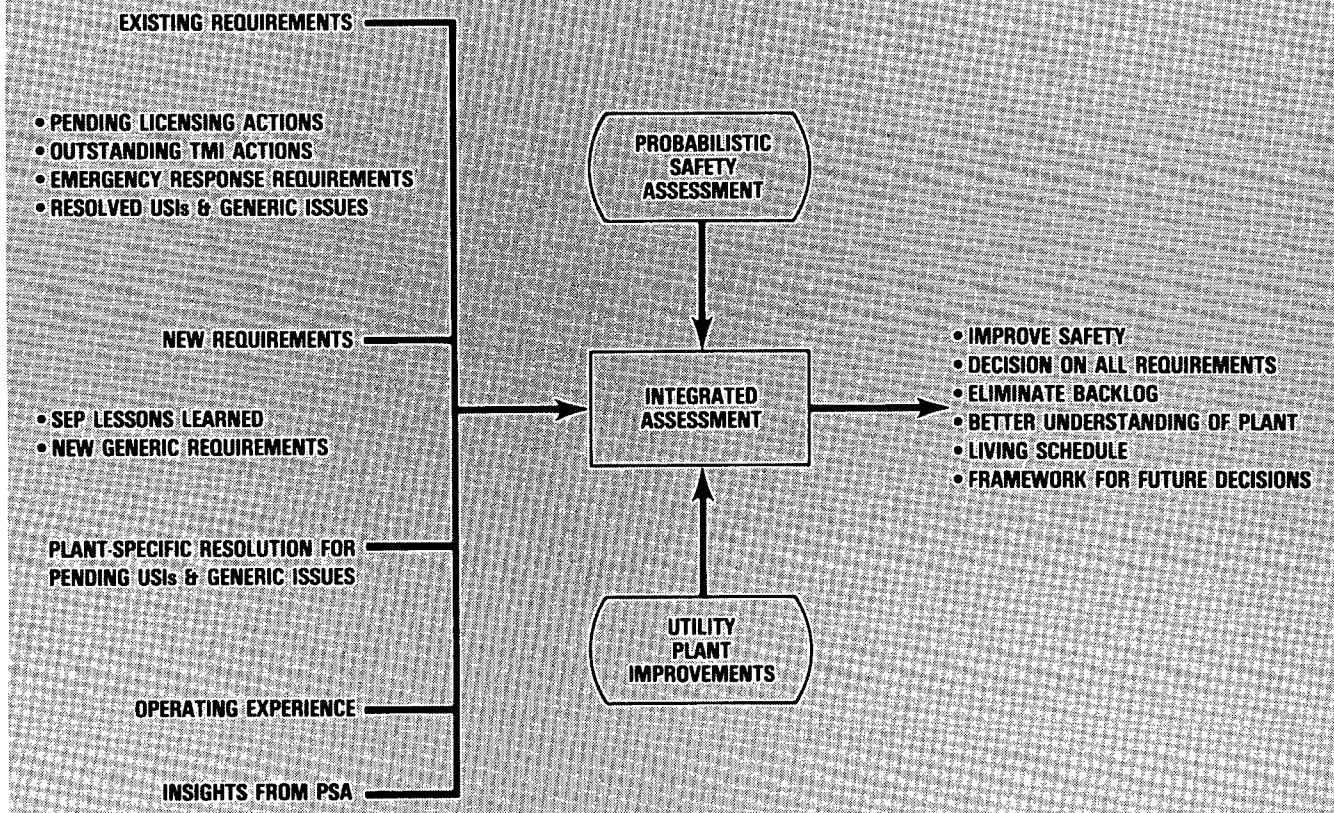 EXISTING REQUIREMENTS
• PENDING LICENSING ACTIONS
• OUTSTANDING TMI ACTIONS
• EMERGENCY RESPONSE REQUIREMENTS
• RESOLVED USIs & GENERIC ISSUES
NEW REQUIREMENTS
• SEP LESSONS LEARNED
• NEW GENERIC REQUIREMENTS
PLANT-SPECIFIC RESOLUTION FOR
PENDING USIs & GENERIC ISSUES
OPERATING EXPERIENCE
INSIGHTS FROM PSA
PROBABILISTIC
SAFETY
ASSESSMENT
INTEGRATED
ASSESSMENT
UTILITY
PLANT
IMPROVEMENTS
• IMPROVE SAFETY
• DECISION ON ALL REQUIREMENTS
• ELIMINATE BACKLOG
• BETTER UNDERSTANDING OF PLANT
• LIVING SCHEDULE
• FRAMEWORK FOR FUTURE DECISIONS